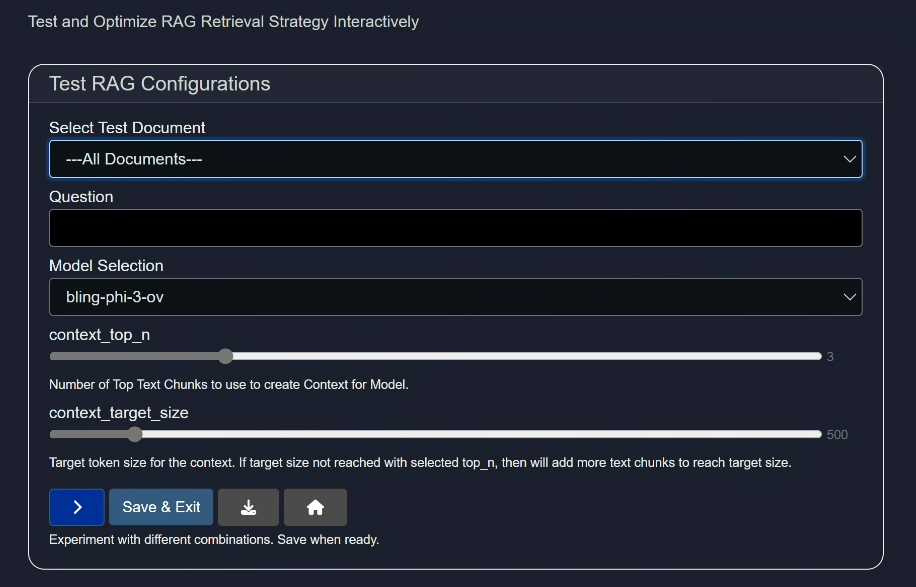 Test and Optimize RAG Retrieval Strategy Interactively
Test RAG Configurations
Select Test Document
---All Documents---
Question
Model Selection
bling-phi-3-ov
context_top_n
3
Number of Top Text Chunks to use to create Context for Model.
context_target_size
500
Target token size for the context. If target size not reached with selected top_n, then will add more text chunks to reach target size.
Save & Exit
Experiment with different combinations. Save when ready.